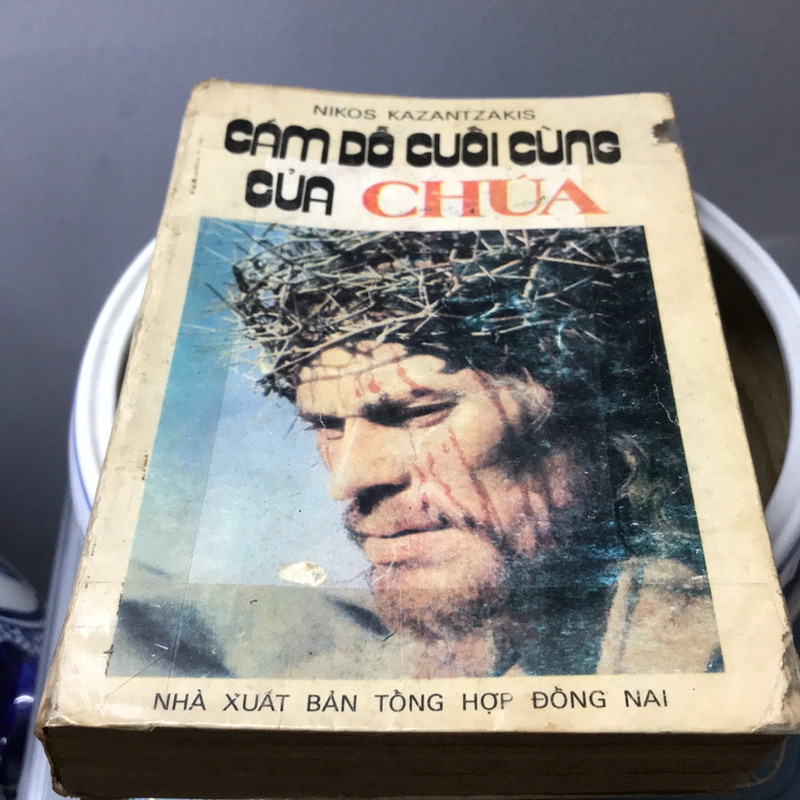 NIKOS KAZANTZAKIS
CÁM DỖ CUỐI CÙNG
CỦA CHÚA
NHÀ XUẤT BẢN TỔNG HỢP ĐỒNG NAI